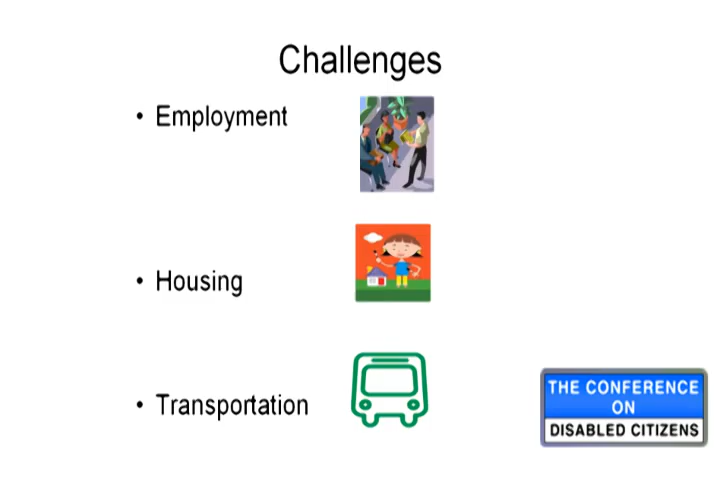 Challenges
• Employment
• Housing
• Transportation
THE CONFERENCE
ON
DISABLED CITIZENS